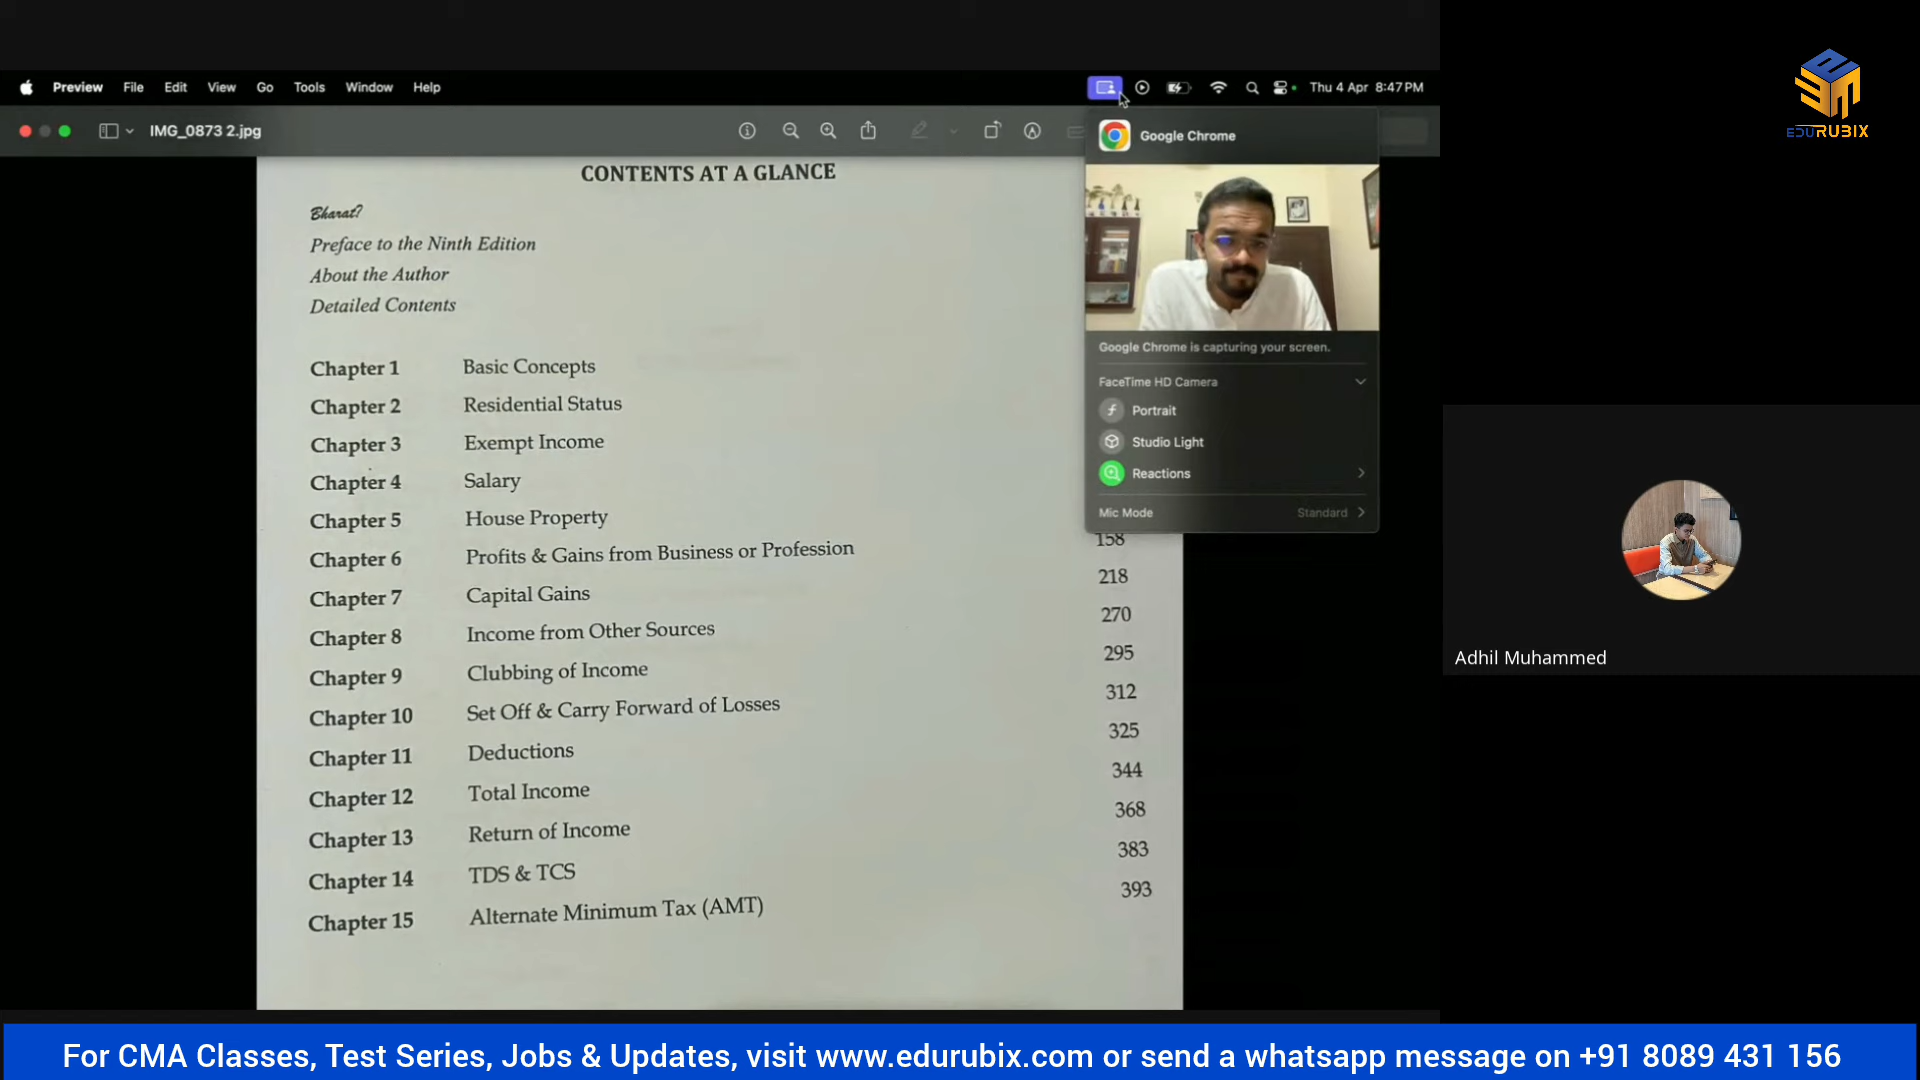 Preview File Edit View Go Tools Window Help
Thu 4 Apr 8:47 PM
IMG_0873 2.jpg
Google Chrome
Google Chrome is capturing your screen.
FaceTime HD Camera
Portrait
Studio Light
Reactions
Mic Mode Standard
CONTENTS AT A GLANCE
Bharat?
Preface to the Ninth Edition
About the Author
Detailed Contents
Chapter 1 Basic Concepts
Chapter 2 Residential Status
Chapter 3 Exempt Income
Chapter 4 Salary
Chapter 5 House Property
Chapter 6 Profits & Gains from Business or Profession 158
Chapter 7 Capital Gains 218
Chapter 8 Income from Other Sources 270
Chapter 9 Clubbing of Income 295
Chapter 10 Set Off & Carry Forward of Losses 312
Chapter 11 Deductions 325
Chapter 12 Total Income 344
Chapter 13 Return of Income 368
Chapter 14 TDS & TCS 383
Chapter 15 Alternate Minimum Tax (AMT) 393
EDURUBIX
Adhil Muhammed
For CMA Classes, Test Series, Jobs & Updates, visit www.edurubix.com or send a whatsapp message on +91 8089 431 156